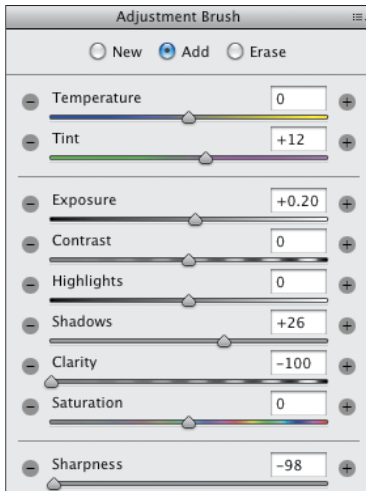 Adjustment Brush
New Add Erase
Temperature 0
Tint +12
Exposure +0.20
Contrast 0
Highlights 0
Shadows +26
Clarity -100
Saturation 0
Sharpness -98